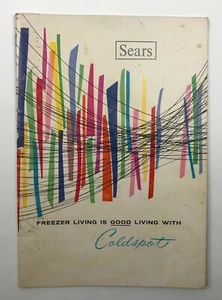 Sears
FREEZER LIVING IS GOOD LIVING WITH
Coldspot